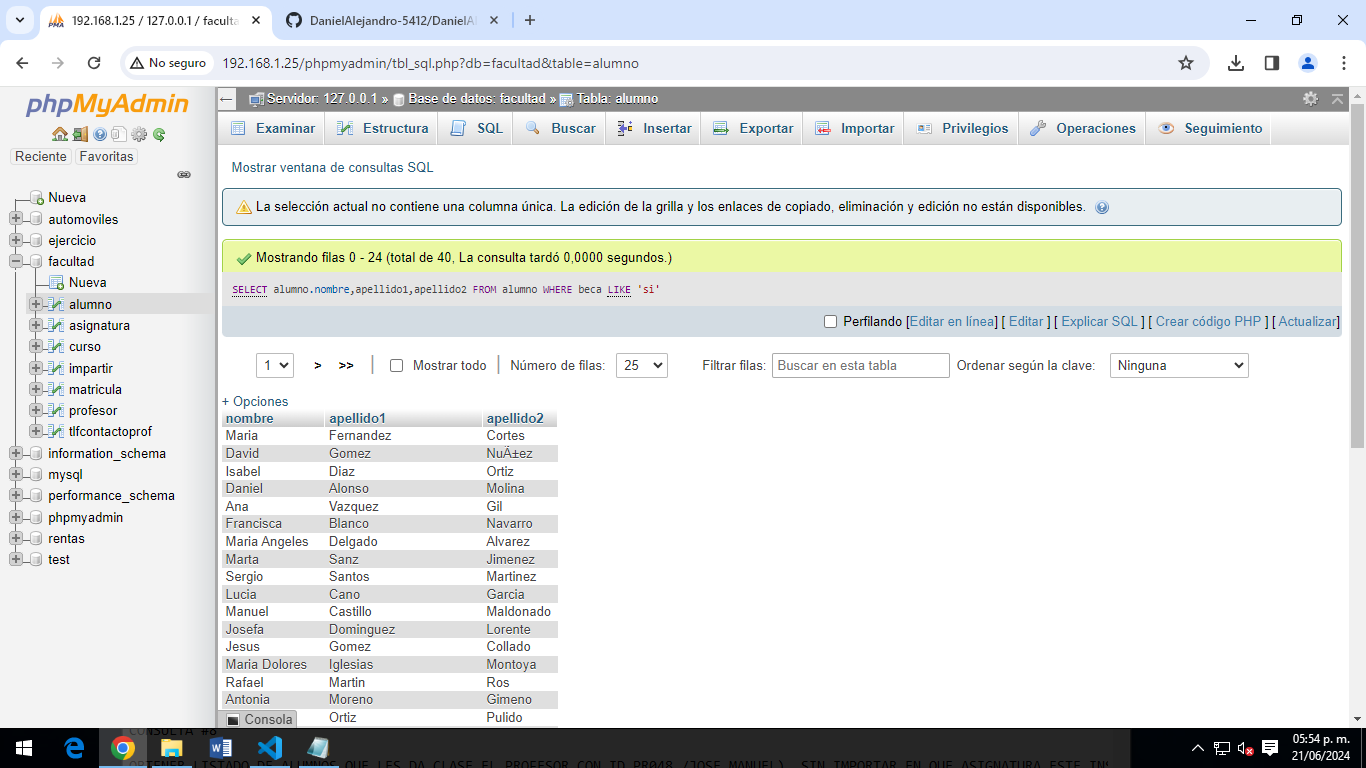 192.168.1.25 / 127.0.0.1 / faculta
DanielAlejandro-5412/DanielAl
No seguro
192.168.1.25/phpmyadmin/tbl_sql.php?db=facultad&table=alumno
phpMyAdmin
Reciente
Favoritas
Nueva
automoviles
ejercicio
facultad
Nueva
alumno
asignatura
curso
impartir
matricula
profesor
tlfcontactoprof
information_schema
mysql
performance_schema
phpmyadmin
rentas
test
Servidor: 127.0.0.1 » Base de datos: facultad » Tabla: alumno
Examinar Estructura SQL Buscar Insertar Exportar Importar Privilegios Operaciones Seguimiento
Mostrar ventana de consultas SQL
La selección actual no contiene una columna única. La edición de la grilla y los enlaces de copiado, eliminación y edición no están disponibles.
Mostrando filas 0 - 24 (total de 40, La consulta tardó 0,0000 segundos.)
SELECT alumno.nombre,apellido1,apellido2 FROM alumno WHERE beca LIKE 'si'
Perfilando [Editar en línea] [ Editar ] [ Explicar SQL ] [ Crear código PHP ] [ Actualizar]
1 > >> | Mostrar todo | Número de filas: 25 Filtrar filas: Buscar en esta tabla Ordenar según la clave: Ninguna
+ Opciones
nombre apellido1 apellido2
Maria Fernandez Cortes
David Gomez NuÃ±ez
Isabel Diaz Ortiz
Daniel Alonso Molina
Ana Vazquez Gil
Francisca Blanco Navarro
Maria Angeles Delgado Alvarez
Marta Sanz Jimenez
Sergio Santos Martinez
Lucia Cano Garcia
Manuel Castillo Maldonado
Josefa Dominguez Lorente
Jesus Gomez Collado
Maria Dolores Iglesias Montoya
Rafael Martin Ros
Antonia Moreno Gimeno
Ortiz Pulido
Consola
CONSULTA #8
OBTENER LISTADO DE ALUMNOS QUE LES DA CLASE EL PROFESOR CON ID PR048 (JOSE MANUEL), SIN IMPORTAR EN QUE ASIGNATURA ESTE
05:54 p. m.
21/06/2024